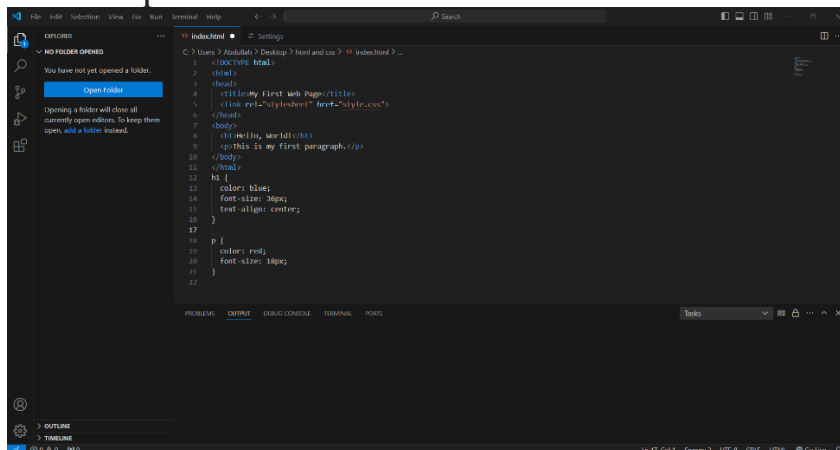 File Edit Selection View Go Run Terminal Help
Search
EXPLORER
NO FOLDER OPENED
You have not yet opened a folder.
Open Folder
Opening a folder will close all
currently open editors. To keep them
open, add a folder instead.
OUTLINE
TIMELINE
index.html
Settings
C: > Users > Abdullah > Desktop > html and css > index.html > ...
1 <!DOCTYPE html>
2 <html>
3 <head>
4 <title>My First Web Page</title>
5 <link rel="stylesheet" href="style.css">
6 </head>
7 <body>
8 <h1>Hello, World!</h1>
9 <p>This is my first paragraph.</p>
10 </body>
11 </html>
12 h1 {
13 color: blue;
14 font-size: 36px;
15 text-align: center;
16 }
17
18 p {
19 color: red;
20 font-size: 18px;
21 }
22
PROBLEMS OUTPUT DEBUG CONSOLE TERMINAL PORTS
Tasks